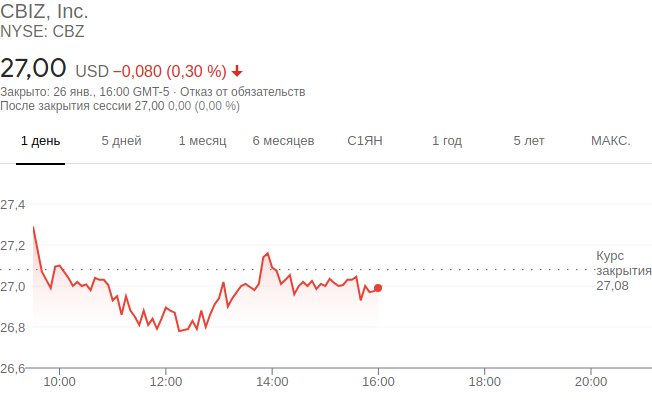 CBIZ, Inc.
NYSE: CBZ
27,00 USD −0,080 (0,30 %)
Закрыто: 26 янв., 16:00 GMT-5 · Отказ от обязательств
После закрытия сессии 27,00 0,00 (0,00 %)
1 день 5 дней 1 месяц 6 месяцев С1ЯН 1 год 5 лет МАКС.
27,4
27,2
Курс
закрытия
27,08
27,0
26,8
26,6
10:00 12:00 14:00 16:00 18:00 20:00